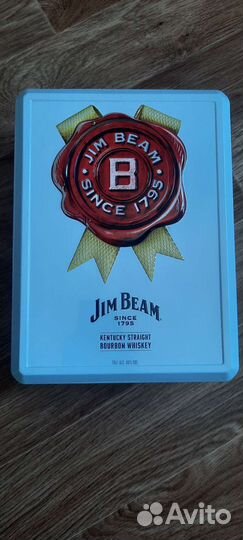 JIM BEAM
B
SINCE 1795
JIM BEAM
SINCE
1795
KENTUCKY STRAIGHT
BOURBON WHISKEY
Avito